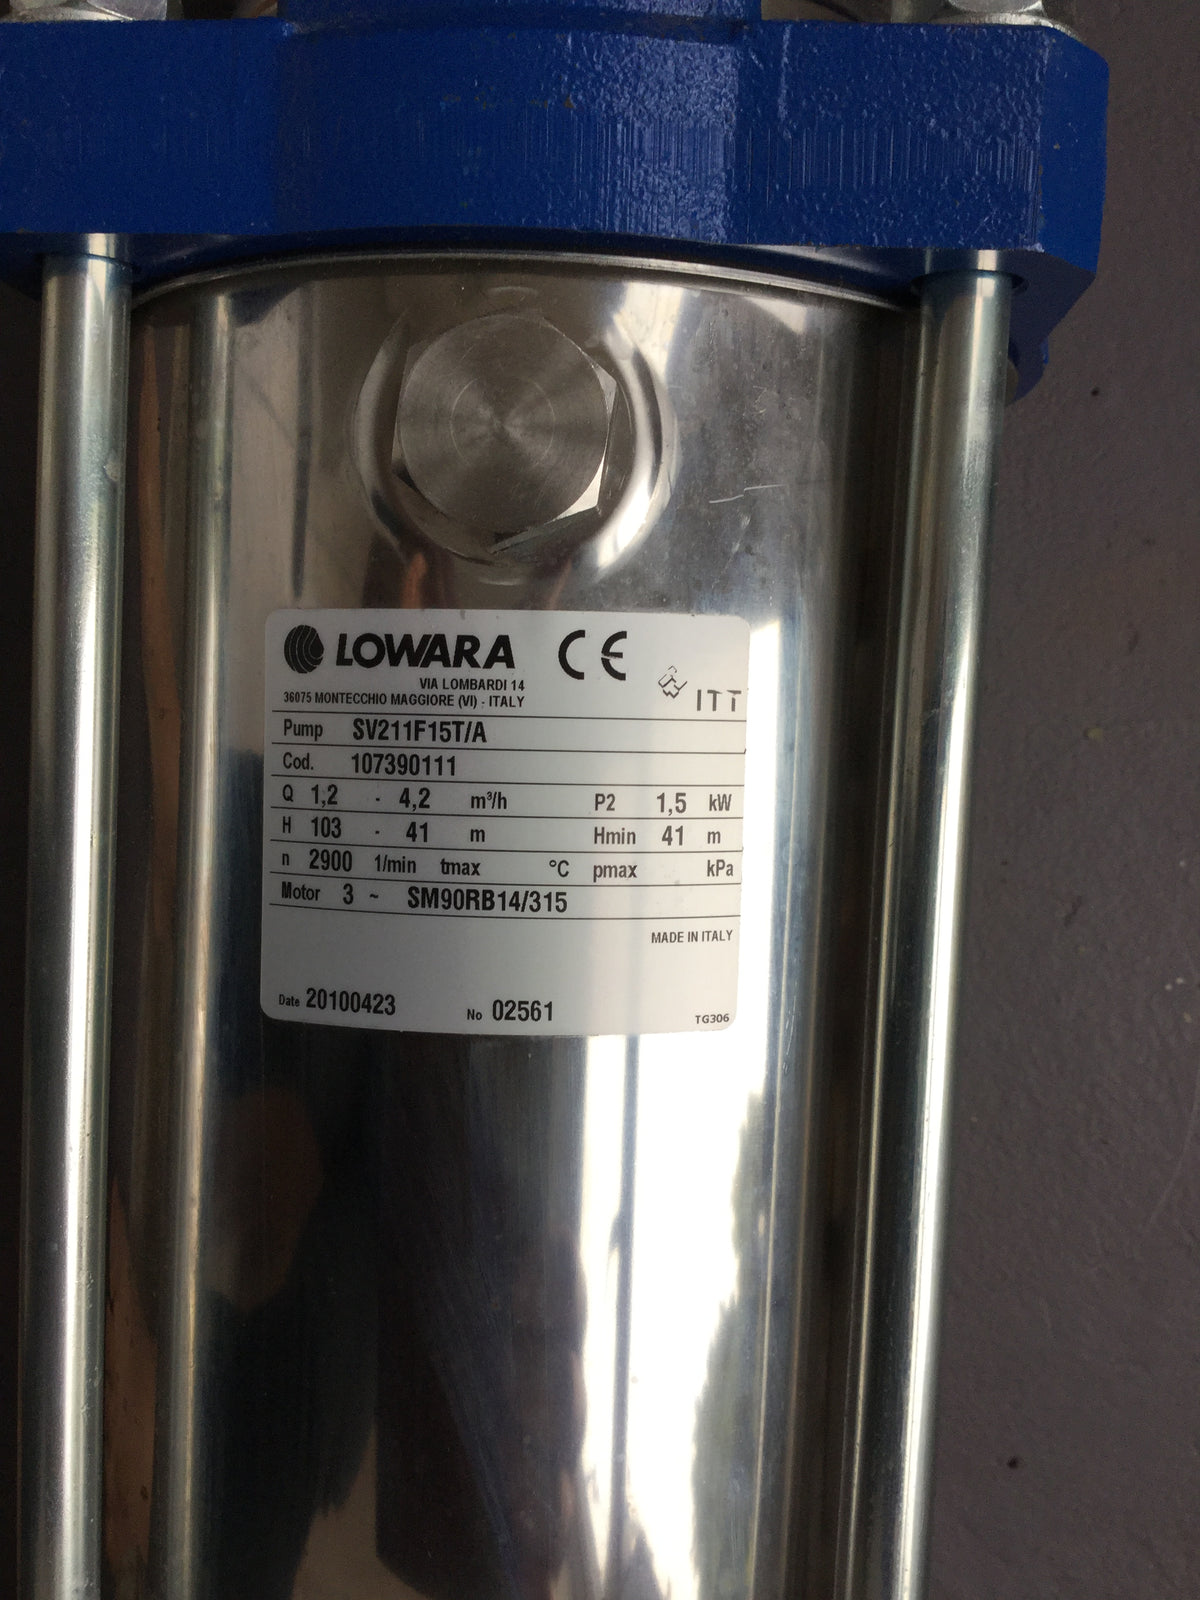 LOWARA CE
VIA LOMBARDI 14
36075 MONTECCHIO MAGGIORE (VI) - ITALY
ITT
Pump SV211F15T/A
Cod. 107390111
Q 1,2 - 4,2 m³/h P2 1,5 kW
H 103 - 41 m Hmin 41 m
n 2900 1/min tmax °C pmax kPa
Motor 3 ~ SM90RB14/315
MADE IN ITALY
Date 20100423 No 02561 TG306